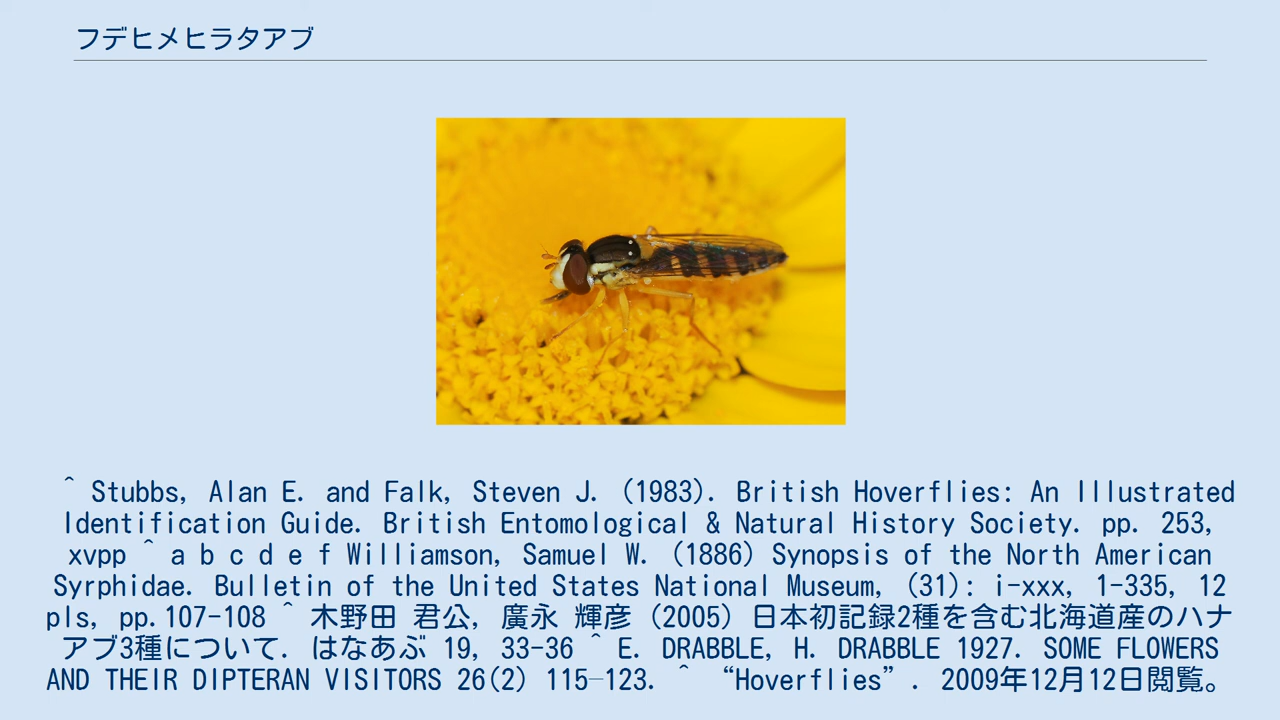 フデヒメヒラタアブ
^ Stubbs, Alan E. and Falk, Steven J. (1983). British Hoverflies: An Illustrated
Identification Guide. British Entomological & Natural History Society. pp. 253,
xvpp ^ a b c d e f Williamson, Samuel W. (1886) Synopsis of the North American
Syrphidae. Bulletin of the United States National Museum, (31): i-xxx, 1-335, 12
pls, pp.107-108 ^ 木野田 君公, 廣永 輝彦 (2005) 日本初記録2種を含む北海道産のハナ
アブ3種について. はなあぶ 19, 33-36 ^ E. DRABBLE, H. DRABBLE 1927. SOME FLOWERS
AND THEIR DIPTERAN VISITORS 26(2) 115–123. ^ “Hoverflies”. 2009年12月12日閲覧。